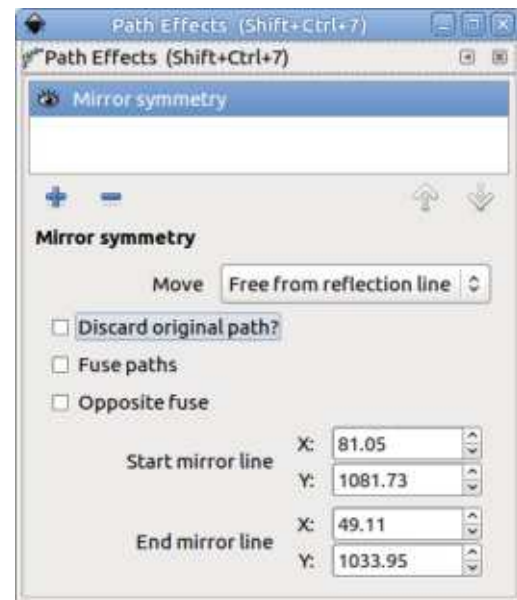 Path Effects (Shift+Ctrl+7)
Path Effects (Shift+Ctrl+7)
Mirror symmetry
Mirror symmetry
Move Free from reflection line
Discard original path?
Fuse paths
Opposite fuse
Start mirror line
X: 81.05
Y: 1081.73
End mirror line
X: 49.11
Y: 1033.95